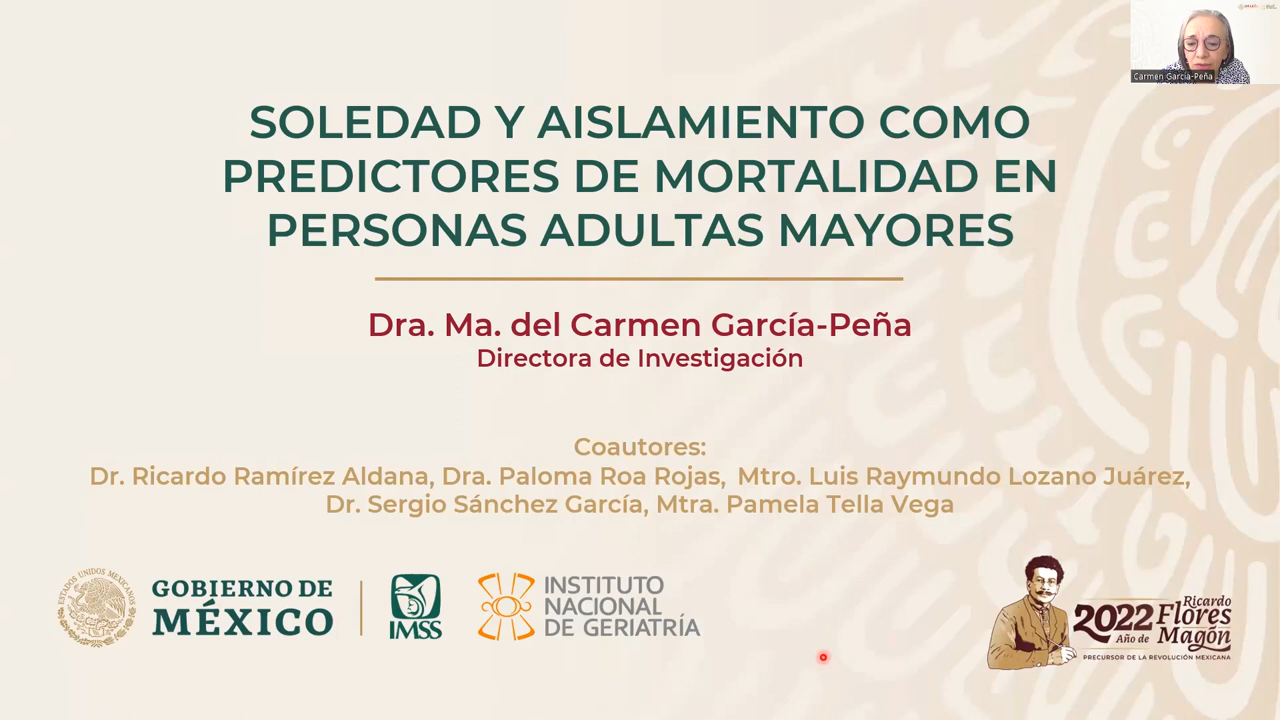 Carmen García-Peña
SOLEDAD Y AISLAMIENTO COMO
PREDICTORES DE MORTALIDAD EN
PERSONAS ADULTAS MAYORES
Dra. Ma. del Carmen García-Peña
Directora de Investigación
Coautores:
Dr. Ricardo Ramírez Aldana, Dra. Paloma Roa Rojas, Mtro. Luis Raymundo Lozano Juárez,
Dr. Sergio Sánchez García, Mtra. Pamela Tella Vega
ESTADOS UNIDOS MEXICANOS
GOBIERNO DE
MÉXICO
IMSS
INSTITUTO
NACIONAL
DE GERIATRÍA
2022
Año de
Ricardo
Flores
Magón
PRECURSOR DE LA REVOLUCIÓN MEXICANA